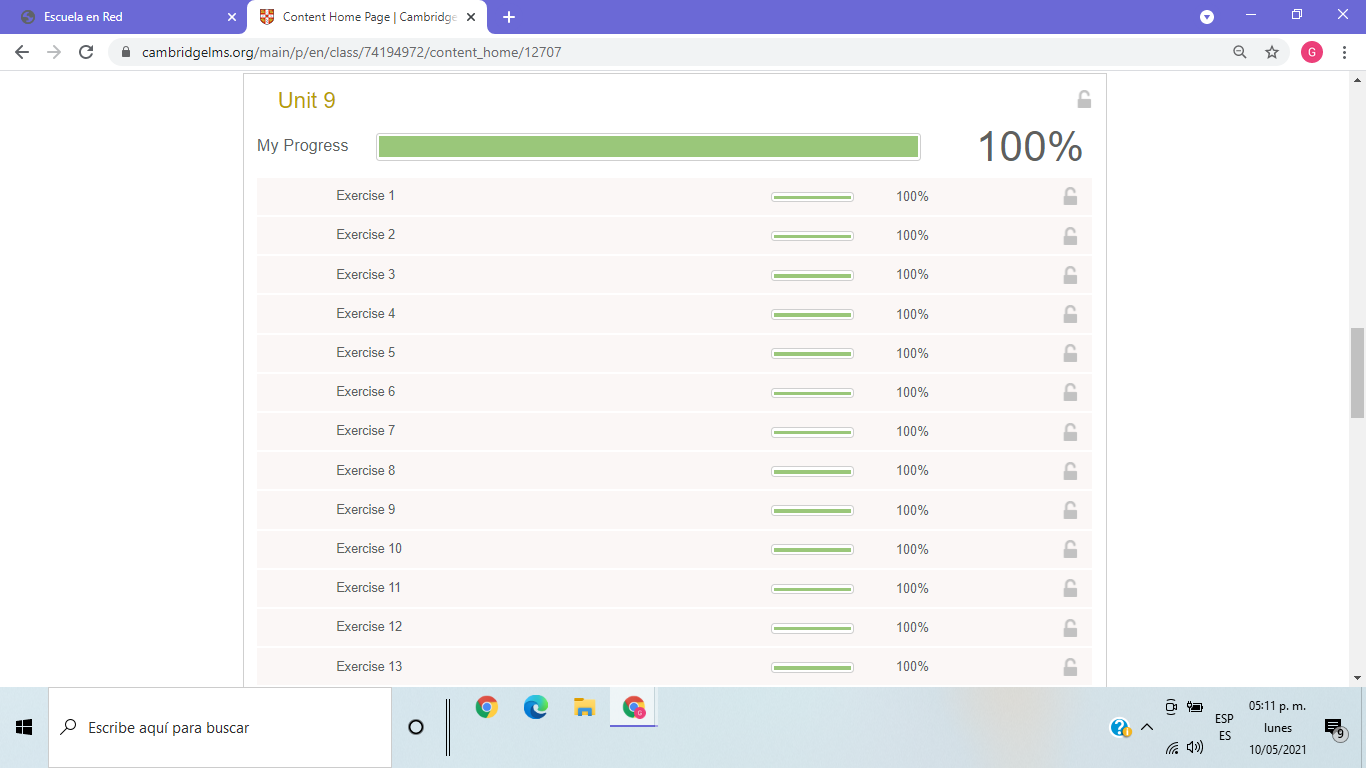 Escuela en Red
Content Home Page | Cambridge
cambridgelms.org/main/p/en/class/74194972/content_home/12707
G
Unit 9
My Progress
100%
Exercise 1 100%
Exercise 2 100%
Exercise 3 100%
Exercise 4 100%
Exercise 5 100%
Exercise 6 100%
Exercise 7 100%
Exercise 8 100%
Exercise 9 100%
Exercise 10 100%
Exercise 11 100%
Exercise 12 100%
Exercise 13 100%
Escribe aquí para buscar
ESP
ES
05:11 p. m.
lunes
10/05/2021
9